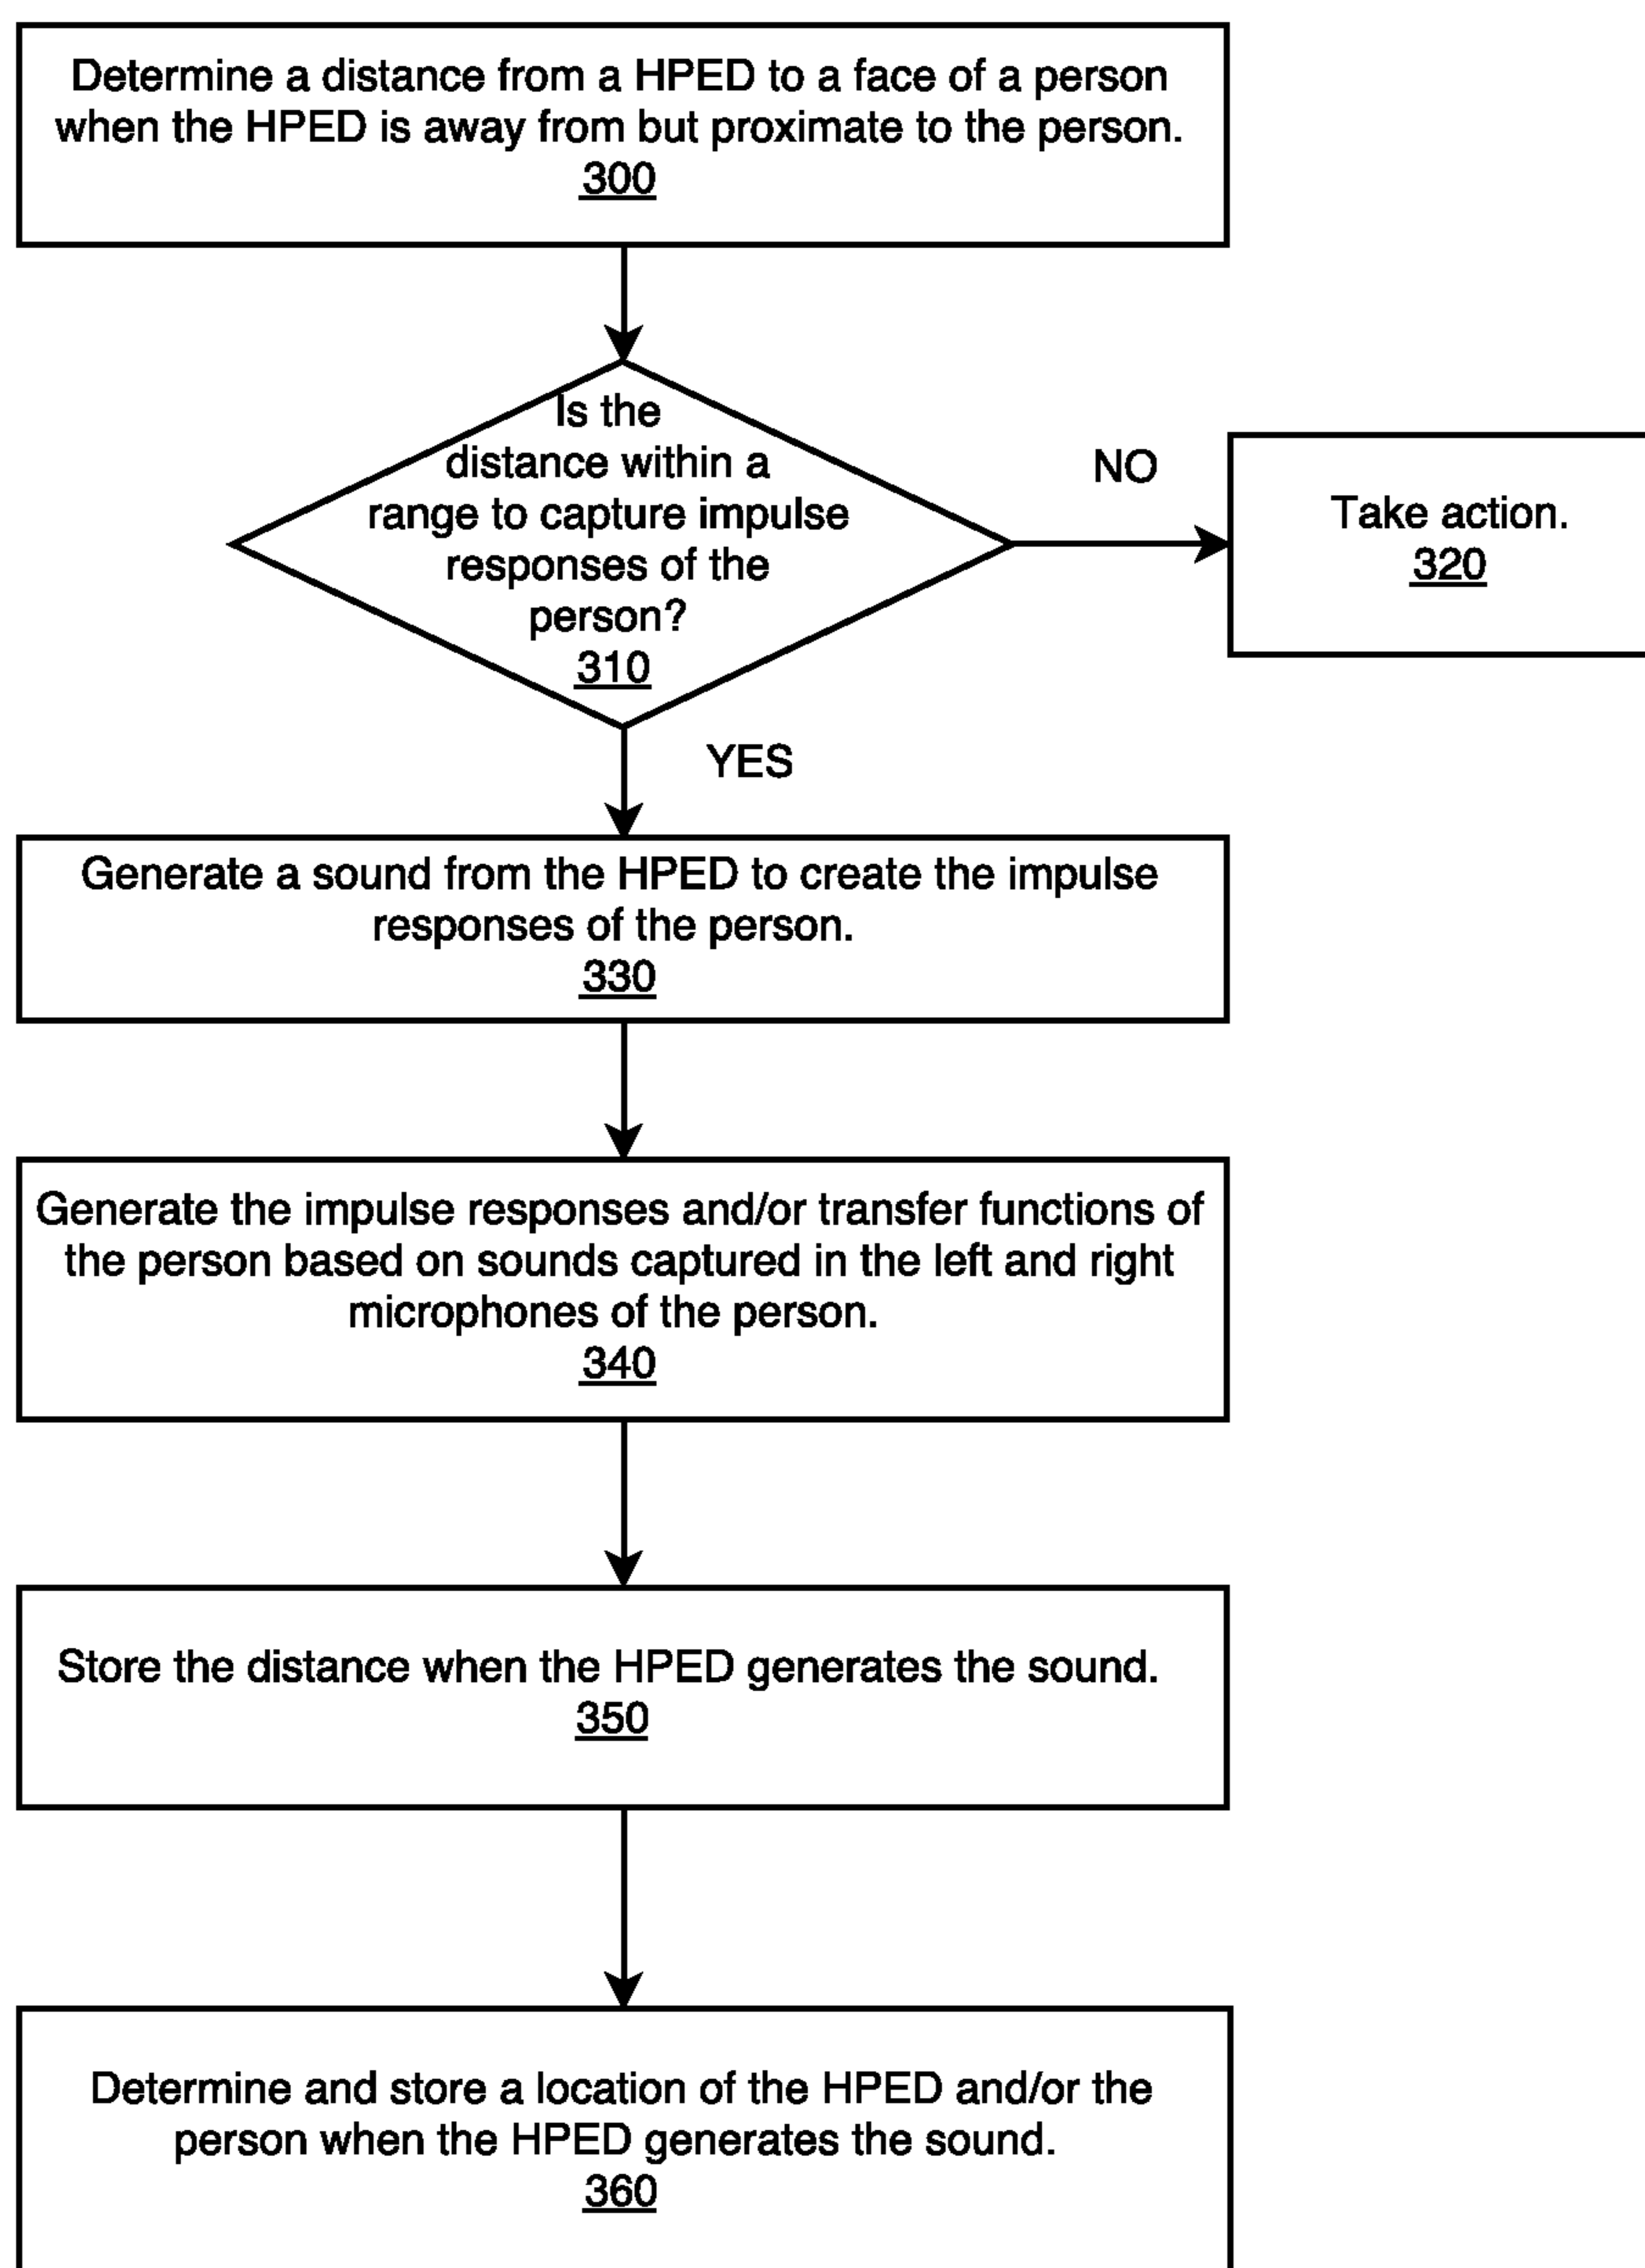 Determine a distance from a HPED to a face of a person
when the HPED is away from but proximate to the person.
300
Is the
distance within a
range to capture impulse
responses of the
person?
310
NO
Take action.
320
YES
Generate a sound from the HPED to create the impulse
responses of the person.
330
Generate the impulse responses and/or transfer functions of
the person based on sounds captured in the left and right
microphones of the person.
340
Store the distance when the HPED generates the sound.
350
Determine and store a location of the HPED and/or the
person when the HPED generates the sound.
360